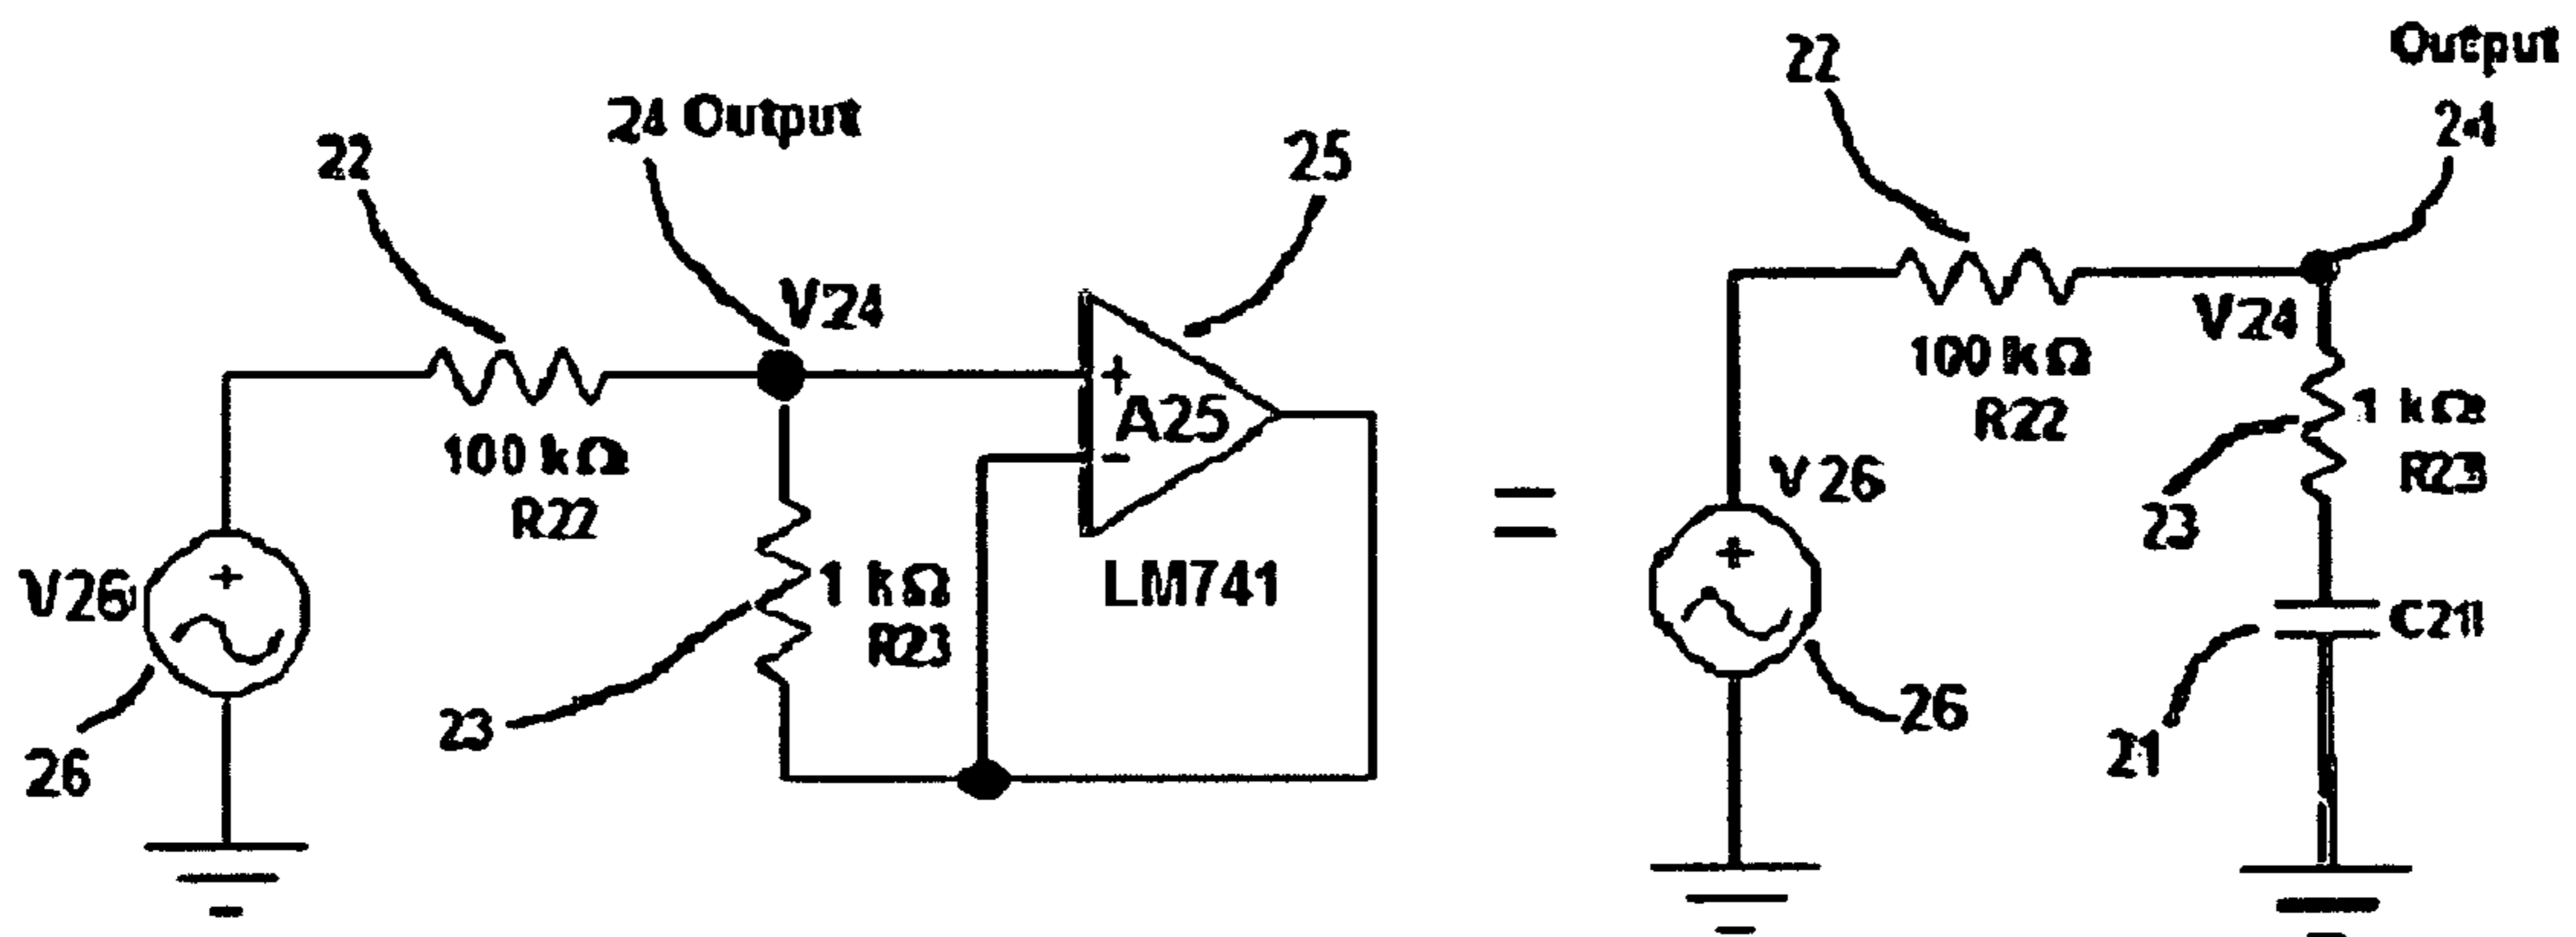 22
24 Output
25
V24
+
A25
-
LM741
100 kΩ
R22
+
V26
26
1 kΩ
R23
23
=
22
Output
24
V24
100 kΩ
R22
1 kΩ
R23
23
V26
+
26
C21
21